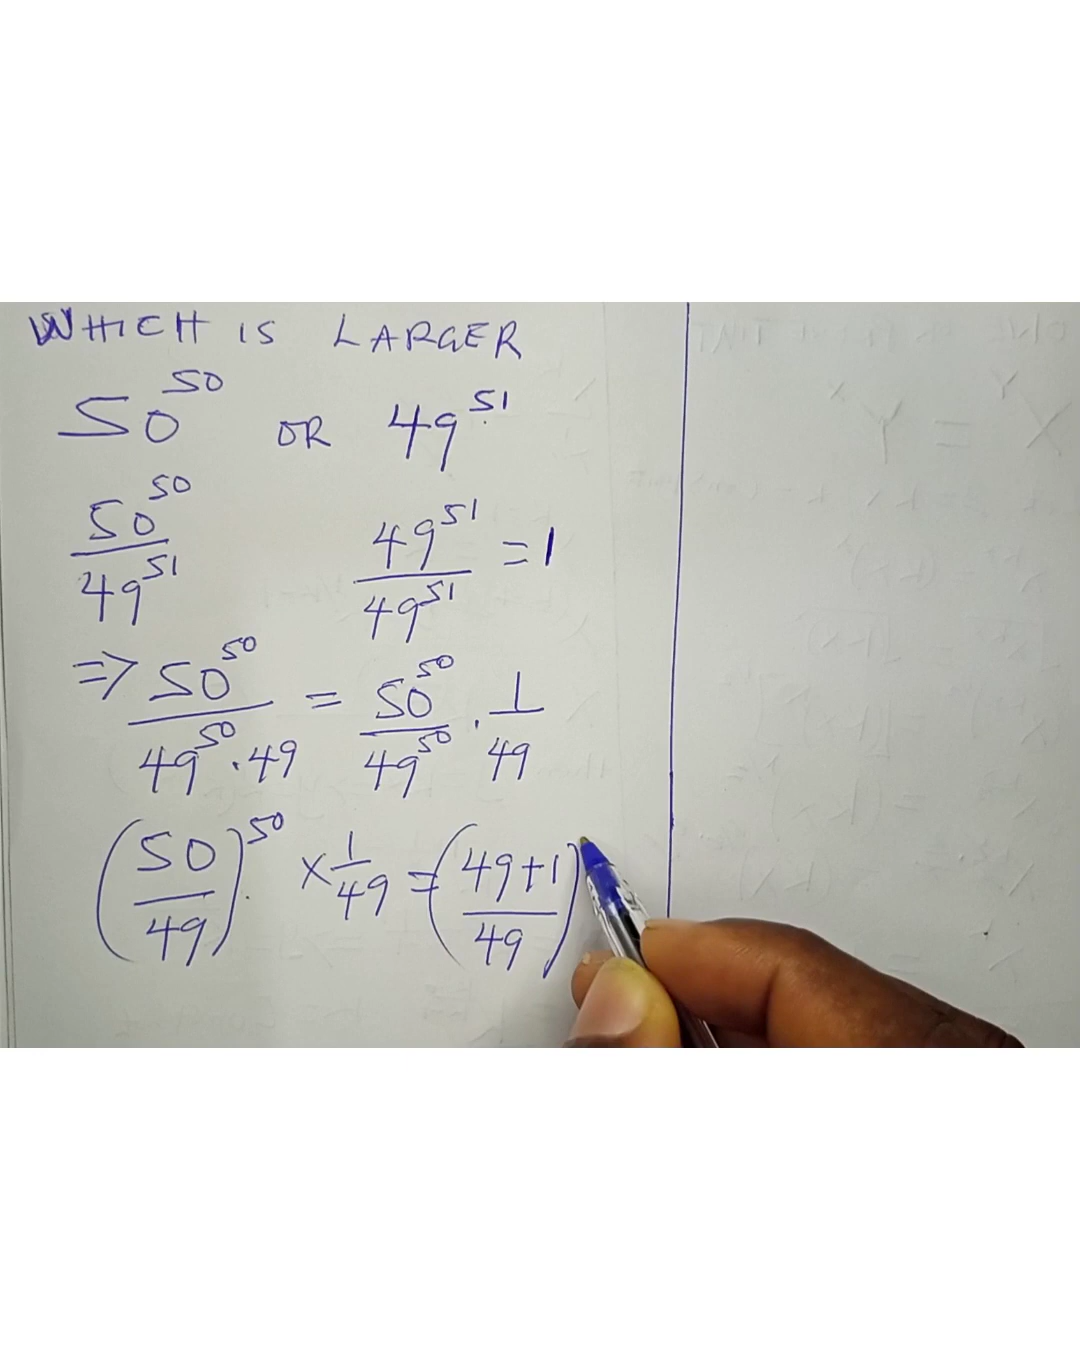 WHICH IS LARGER
50^50 OR 49^51
50^50/49^51    49^51/49^51 = 1
=> 50^50/(49^50 . 49) = 50^50/49^50 . 1/49
(50/49)^50 × 1/49 = ((49+1)/49)